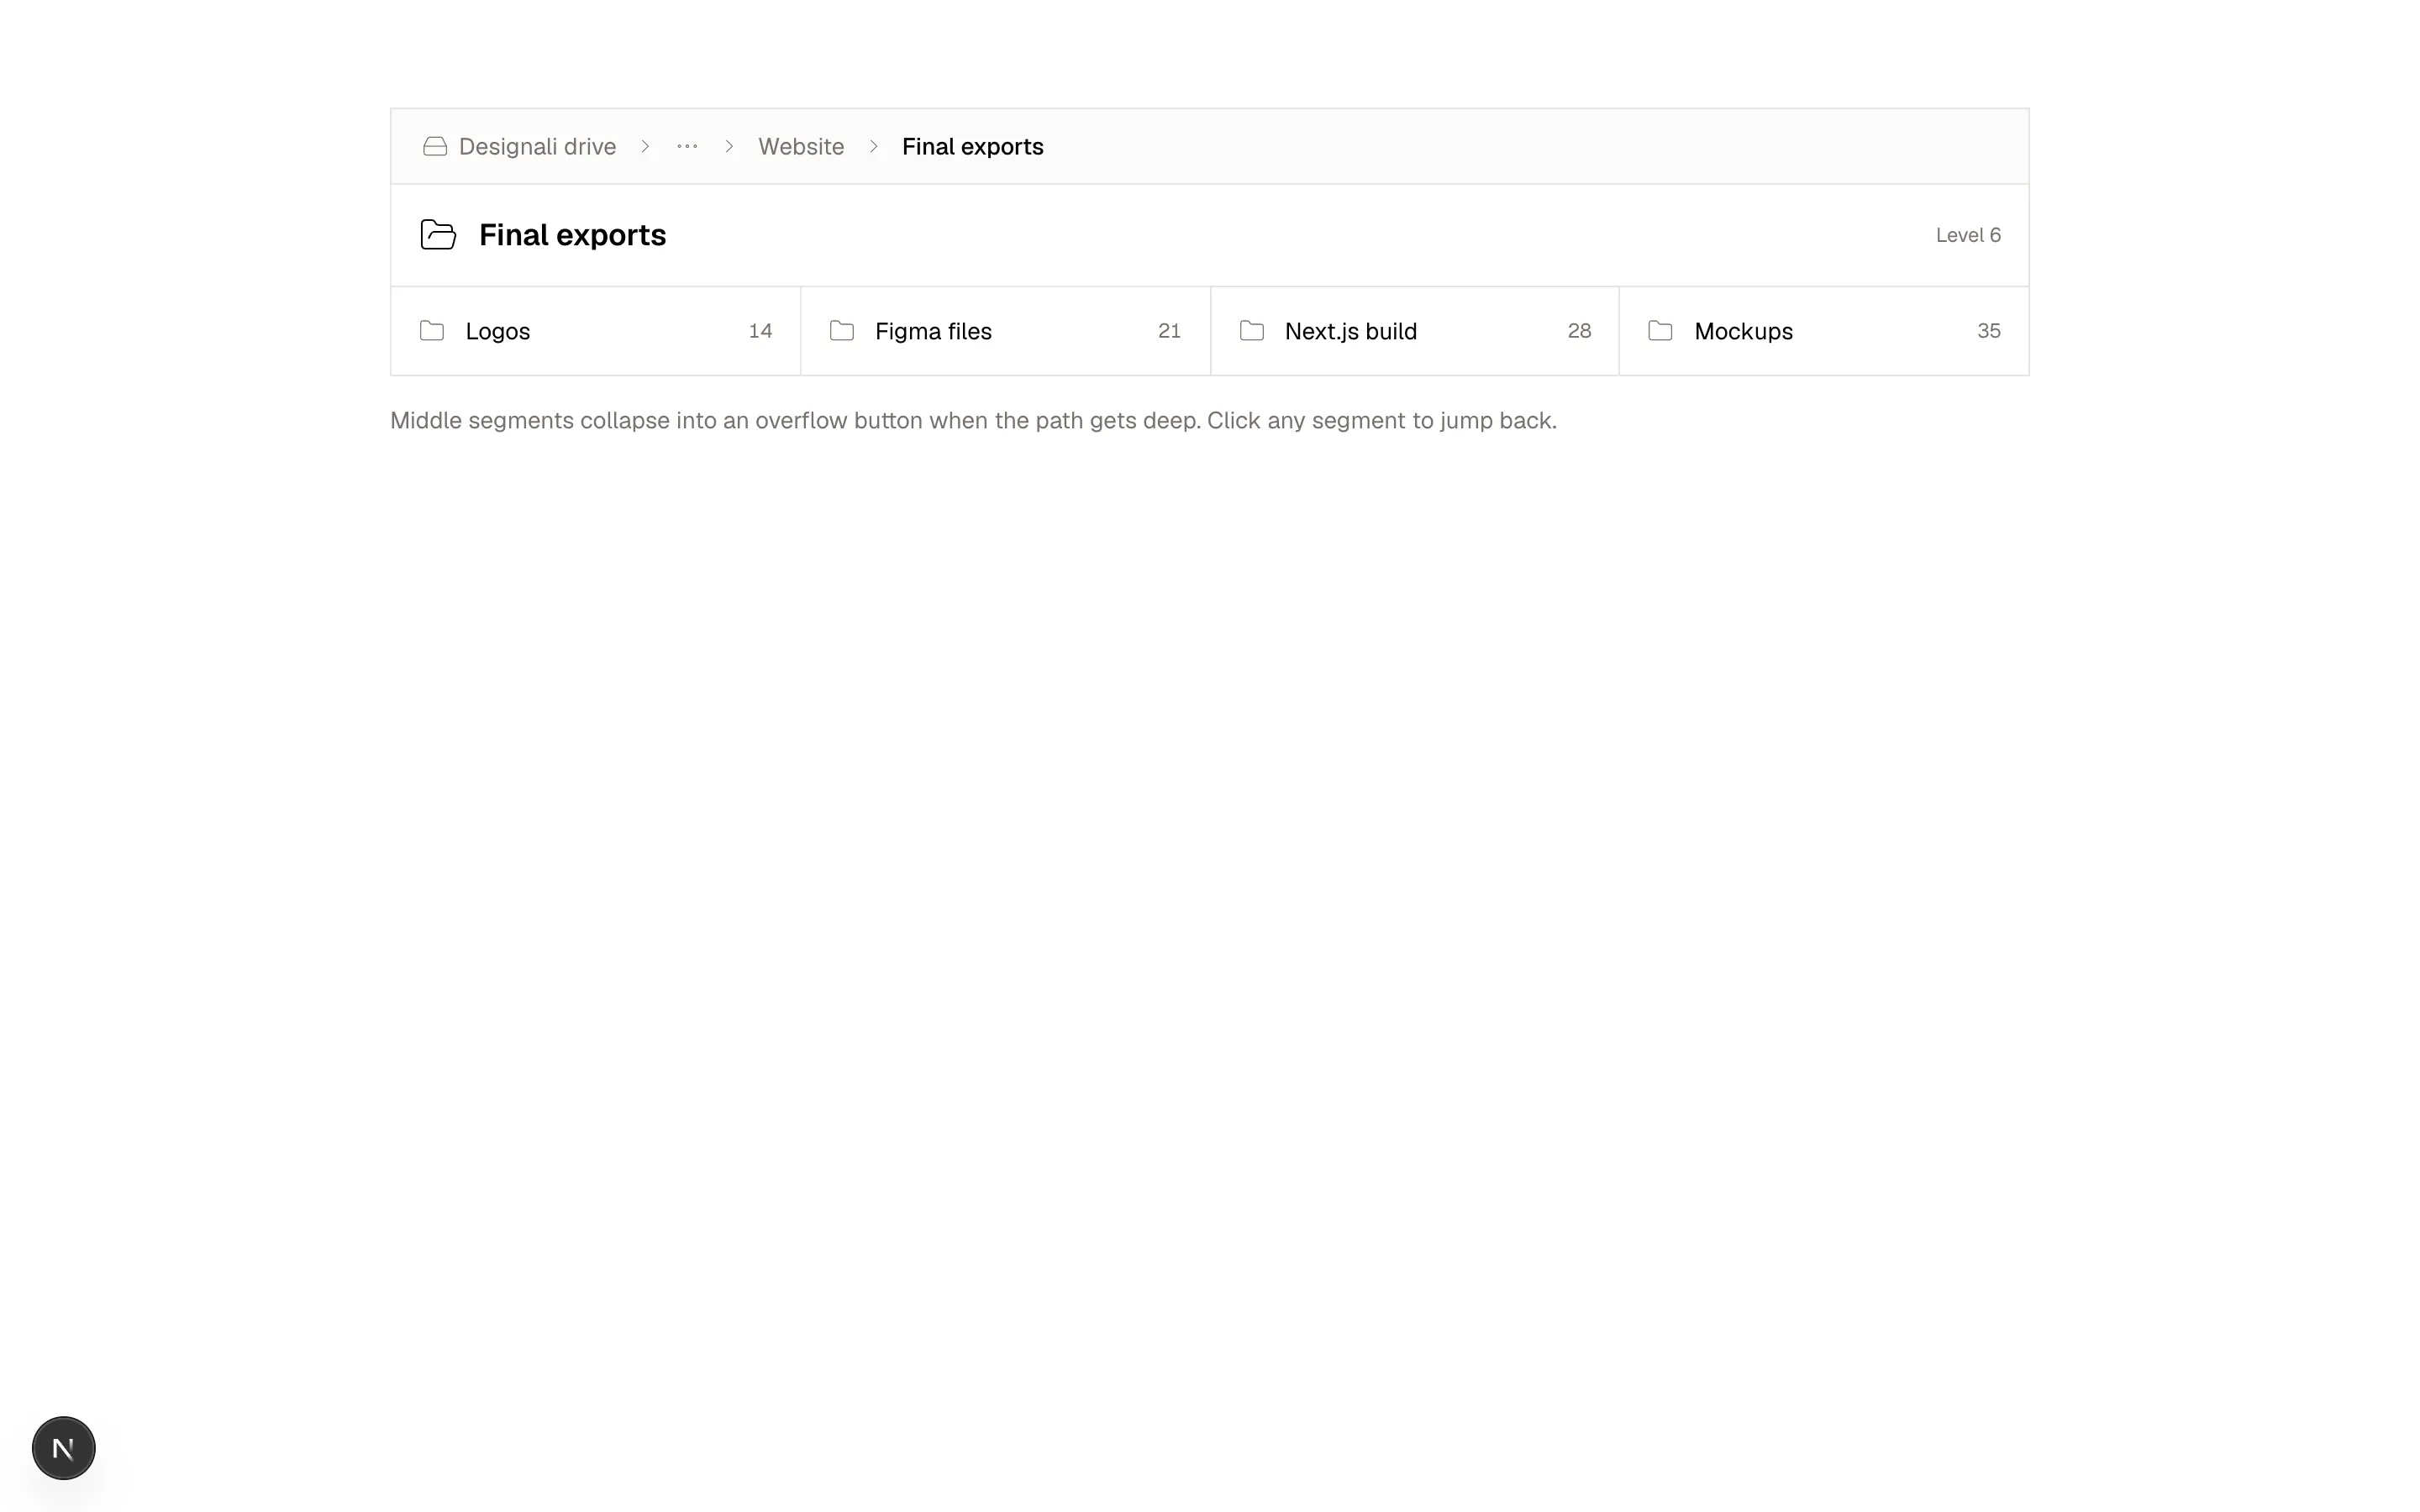 Designali drive > ··· > Website > Final exports
Final exports Level 6
Logos 14 Figma files 21 Next.js build 28 Mockups 35
Middle segments collapse into an overflow button when the path gets deep. Click any segment to jump back.
N